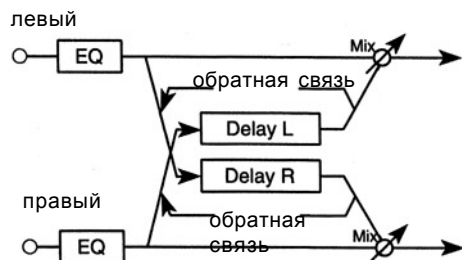 левый
EQ
Mix
обратная связь
Delay L
Delay R
правый
обратная
связь
Mix
EQ